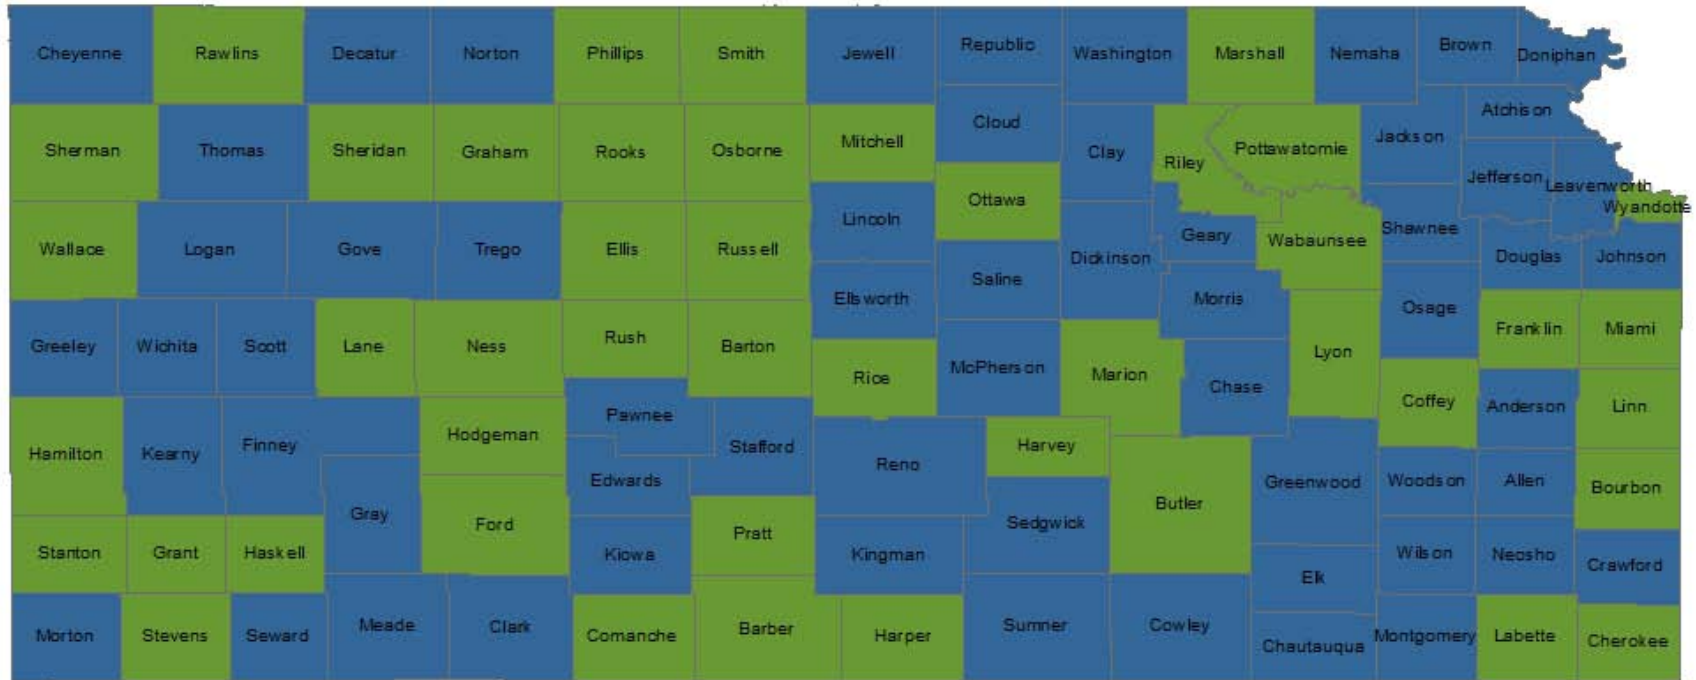 Cheyenne
Rawlins
Decatur
Norton
Phillips
Smith
Jewell
Republic
Washington
Marshall
Nemaha
Brown
Doniphan
Sherman
Thomas
Sheridan
Graham
Rooks
Osborne
Mitchell
Cloud
Clay
Riley
Pottawatomie
Jackson
Atchison
Jefferson
Leavenworth
Wyandotte
Wallace
Logan
Gove
Trego
Ellis
Russell
Lincoln
Ottawa
Saline
Dickinson
Geary
Wabaunsee
Shawnee
Douglas
Johnson
Greeley
Wichita
Scott
Lane
Ness
Rush
Barton
Ellsworth
Rice
McPherson
Marion
Morris
Chase
Lyon
Osage
Franklin
Miami
Hamilton
Kearny
Finney
Hodgeman
Pawnee
Stafford
Edwards
Reno
Harvey
Butler
Greenwood
Coffey
Anderson
Linn
Woodson
Allen
Bourbon
Stanton
Grant
Haskell
Gray
Ford
Kiowa
Pratt
Kingman
Sedgwick
Elk
Wilson
Neosho
Crawford
Morton
Stevens
Seward
Meade
Clark
Comanche
Barber
Harper
Sumner
Cowley
Chautauqua
Montgomery
Labette
Cherokee